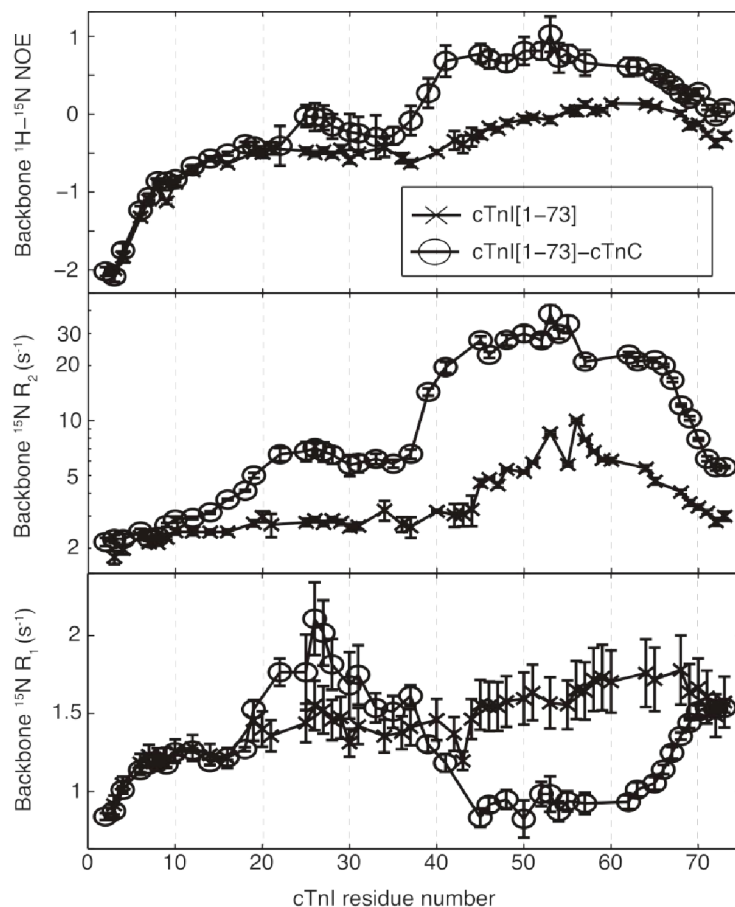 Backbone ¹H–¹⁵N NOE
1
0
−1
−2
cTnI[1−73]
cTnI[1−73]−cTnC
Backbone ¹⁵N R₂ (s⁻¹)
30
20
10
5
2
Backbone ¹⁵N R₁ (s⁻¹)
2
1.5
1
0 10 20 30 40 50 60 70
cTnI residue number